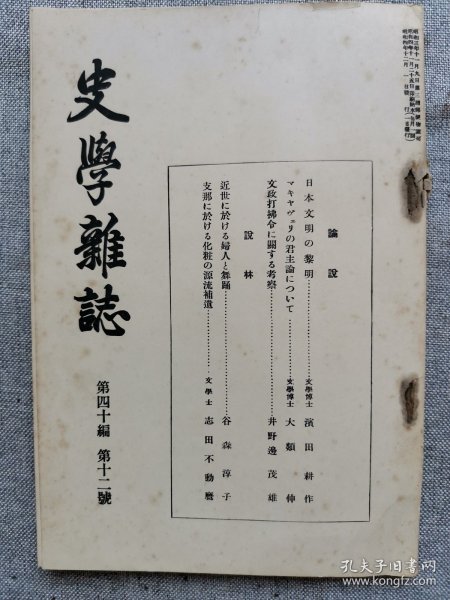 史學雜誌
第四十編 第十二號
論說
日本文明の黎明……文學博士 濱田耕作
マキヤヴェリの君主論について……文學博士 大類伸
文政打拂令に關する考察……井野邊茂雄
說林
近世に於ける婦人と舞踊……谷森淳子
支那に於ける化粧の源流補遺……文學士 志田不動麿
孔夫子旧书网
www.kongfz.com